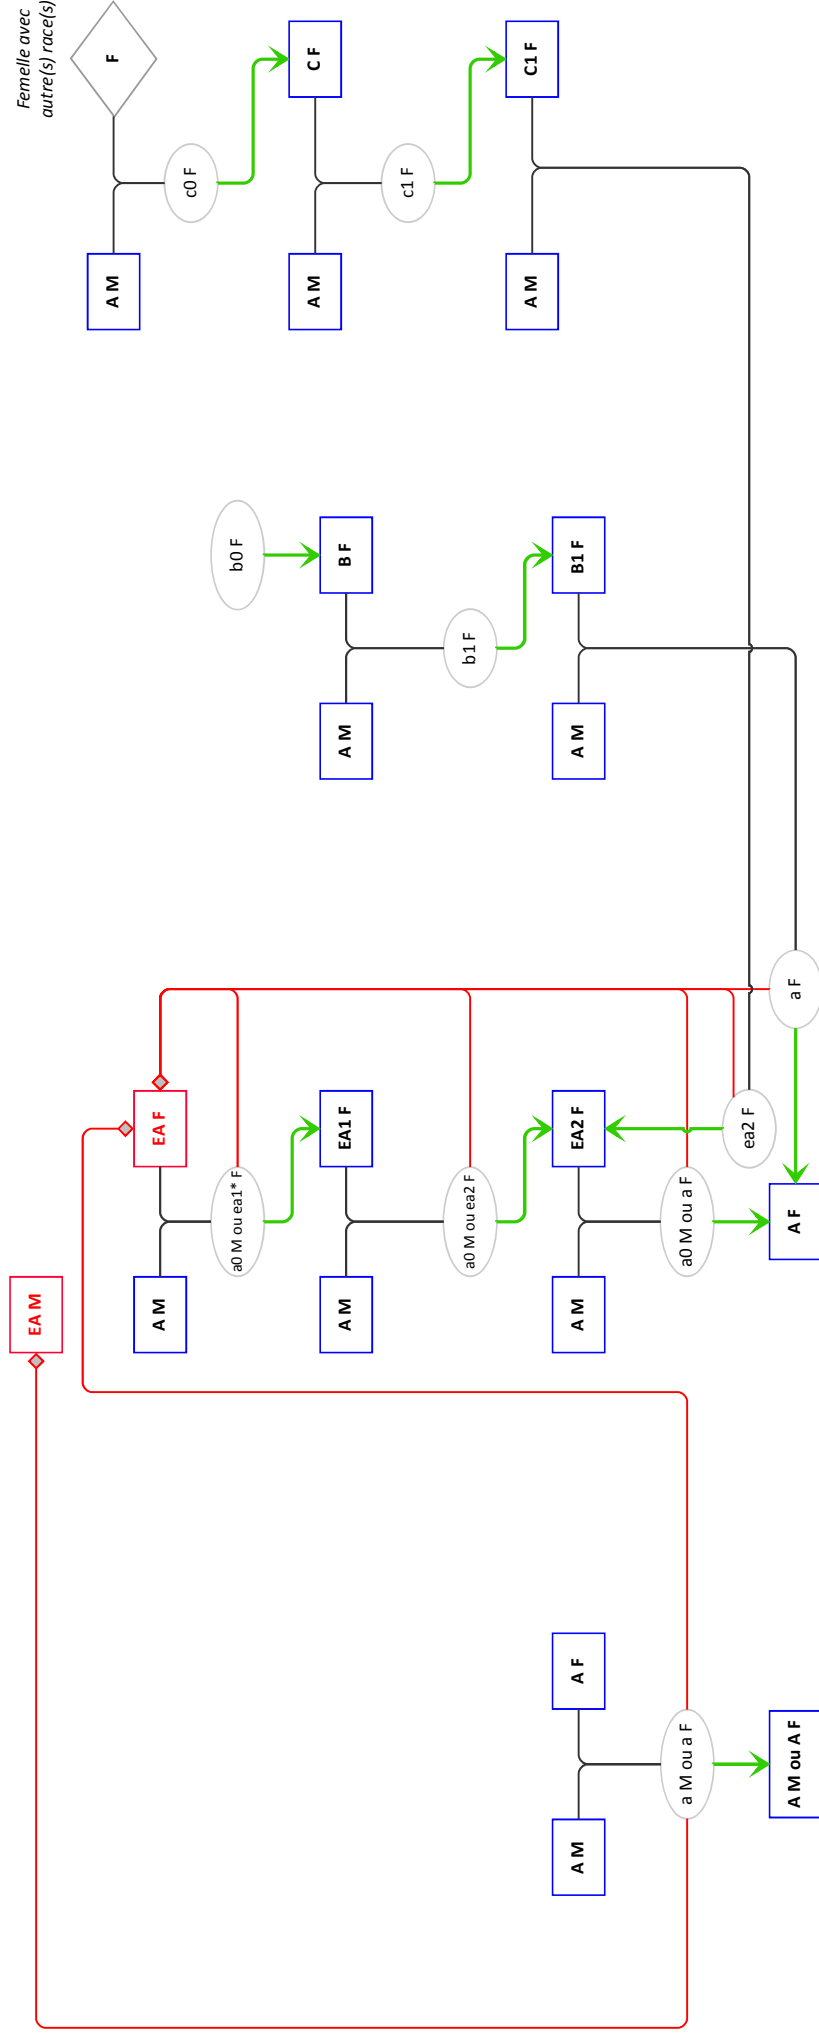 Femelle avec
autre(s) race(s)
EA M
A M
F
A M
EA F
c0 F
a0 M ou ea1* F
b0 F
A M
C F
A M
EA1 F
A M
B F
c1 F
a0 M ou ea2 F
b1 F
A M
C1 F
A M
A F
A M
EA2 F
A M
B1 F
a M ou a F
a0 M ou a F
ea2 F
A M ou A F
A F
a F